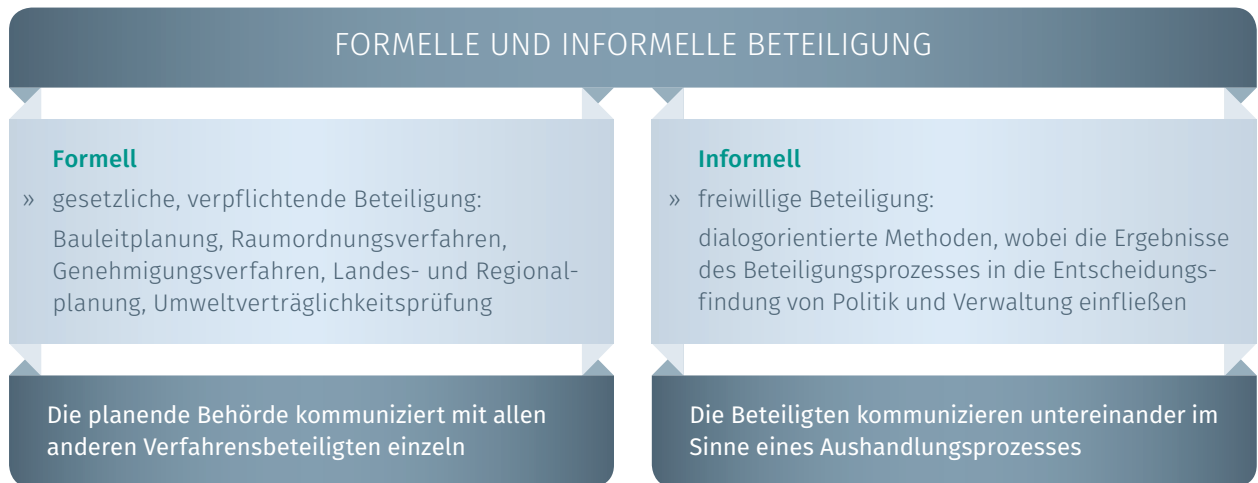 FORMELLE UND INFORMELLE BETEILIGUNG
Formell
» gesetzliche, verpflichtende Beteiligung:
Bauleitplanung, Raumordnungsverfahren,
Genehmigungsverfahren, Landes- und Regional-
planung, Umweltverträglichkeitsprüfung
Die planende Behörde kommuniziert mit allen
anderen Verfahrensbeteiligten einzeln
Informell
» freiwillige Beteiligung:
dialogorientierte Methoden, wobei die Ergebnisse
des Beteiligungsprozesses in die Entscheidungs-
findung von Politik und Verwaltung einfließen
Die Beteiligten kommunizieren untereinander im
Sinne eines Aushandlungsprozesses